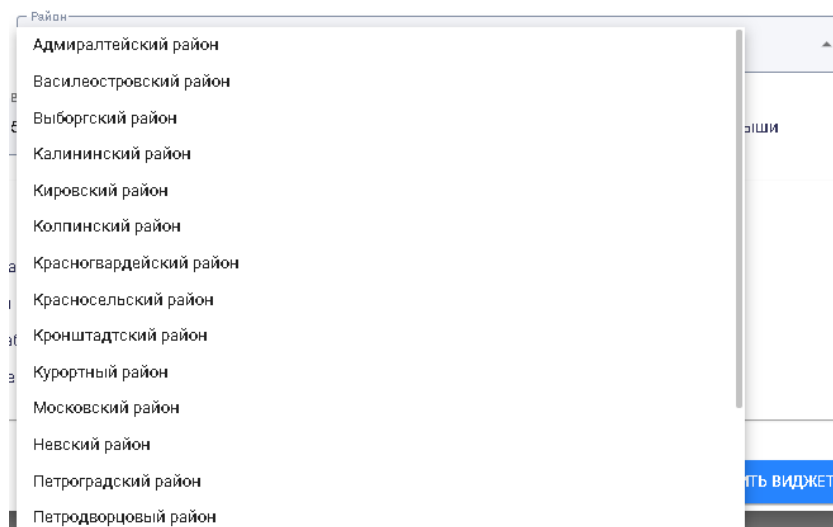 Район
Адмиралтейский район
Василеостровский район
Выборгский район
ыши
Калининский район
Кировский район
Колпинский район
Красногвардейский район
Красносельский район
Кронштадтский район
Курортный район
Московский район
Невский район
Петроградский район
ИТЬ ВИДЖЕТ
Петродворцовый район